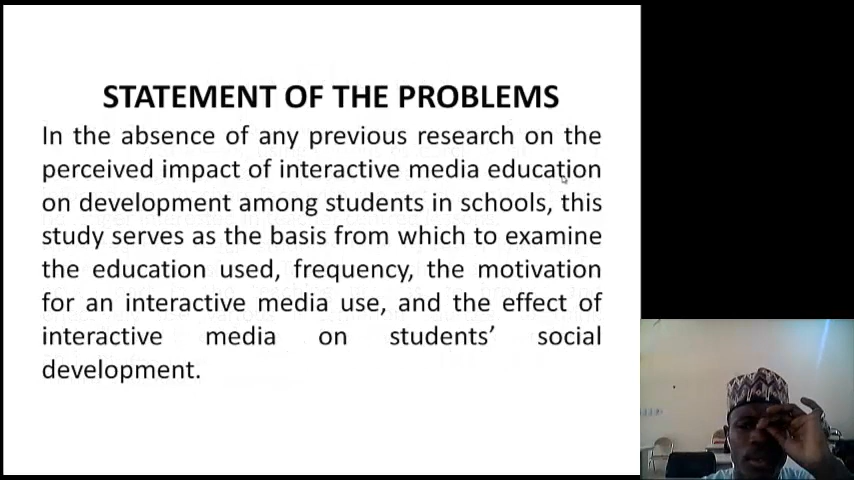 STATEMENT OF THE PROBLEMS
In the absence of any previous research on the
perceived impact of interactive media education
on development among students in schools, this
study serves as the basis from which to examine
the education used, frequency, the motivation
for an interactive media use, and the effect of
interactive media on students’ social
development.